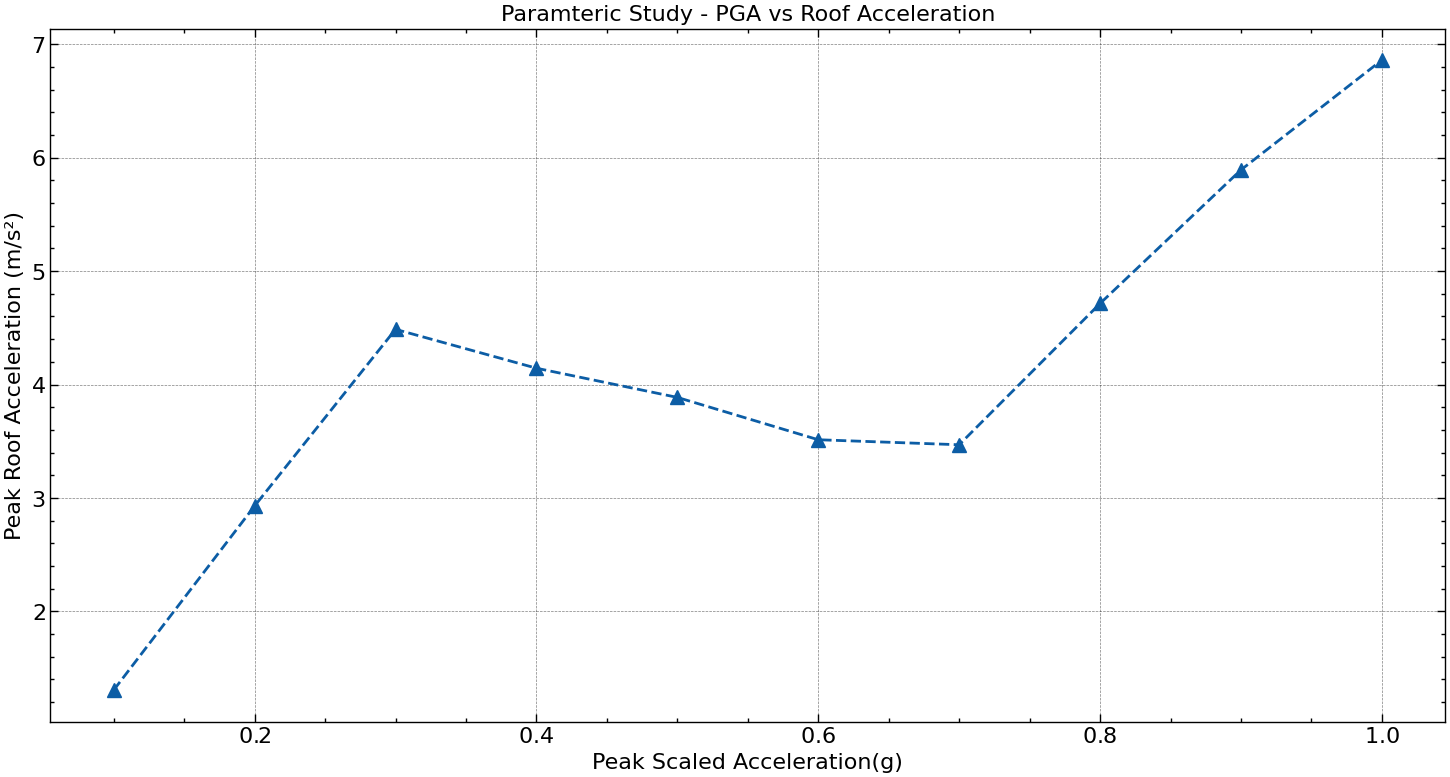 Paramteric Study - PGA vs Roof Acceleration
Peak Roof Acceleration (m/s²)
7
6
5
4
3
2
0.2 0.4 0.6 0.8 1.0
Peak Scaled Acceleration(g)